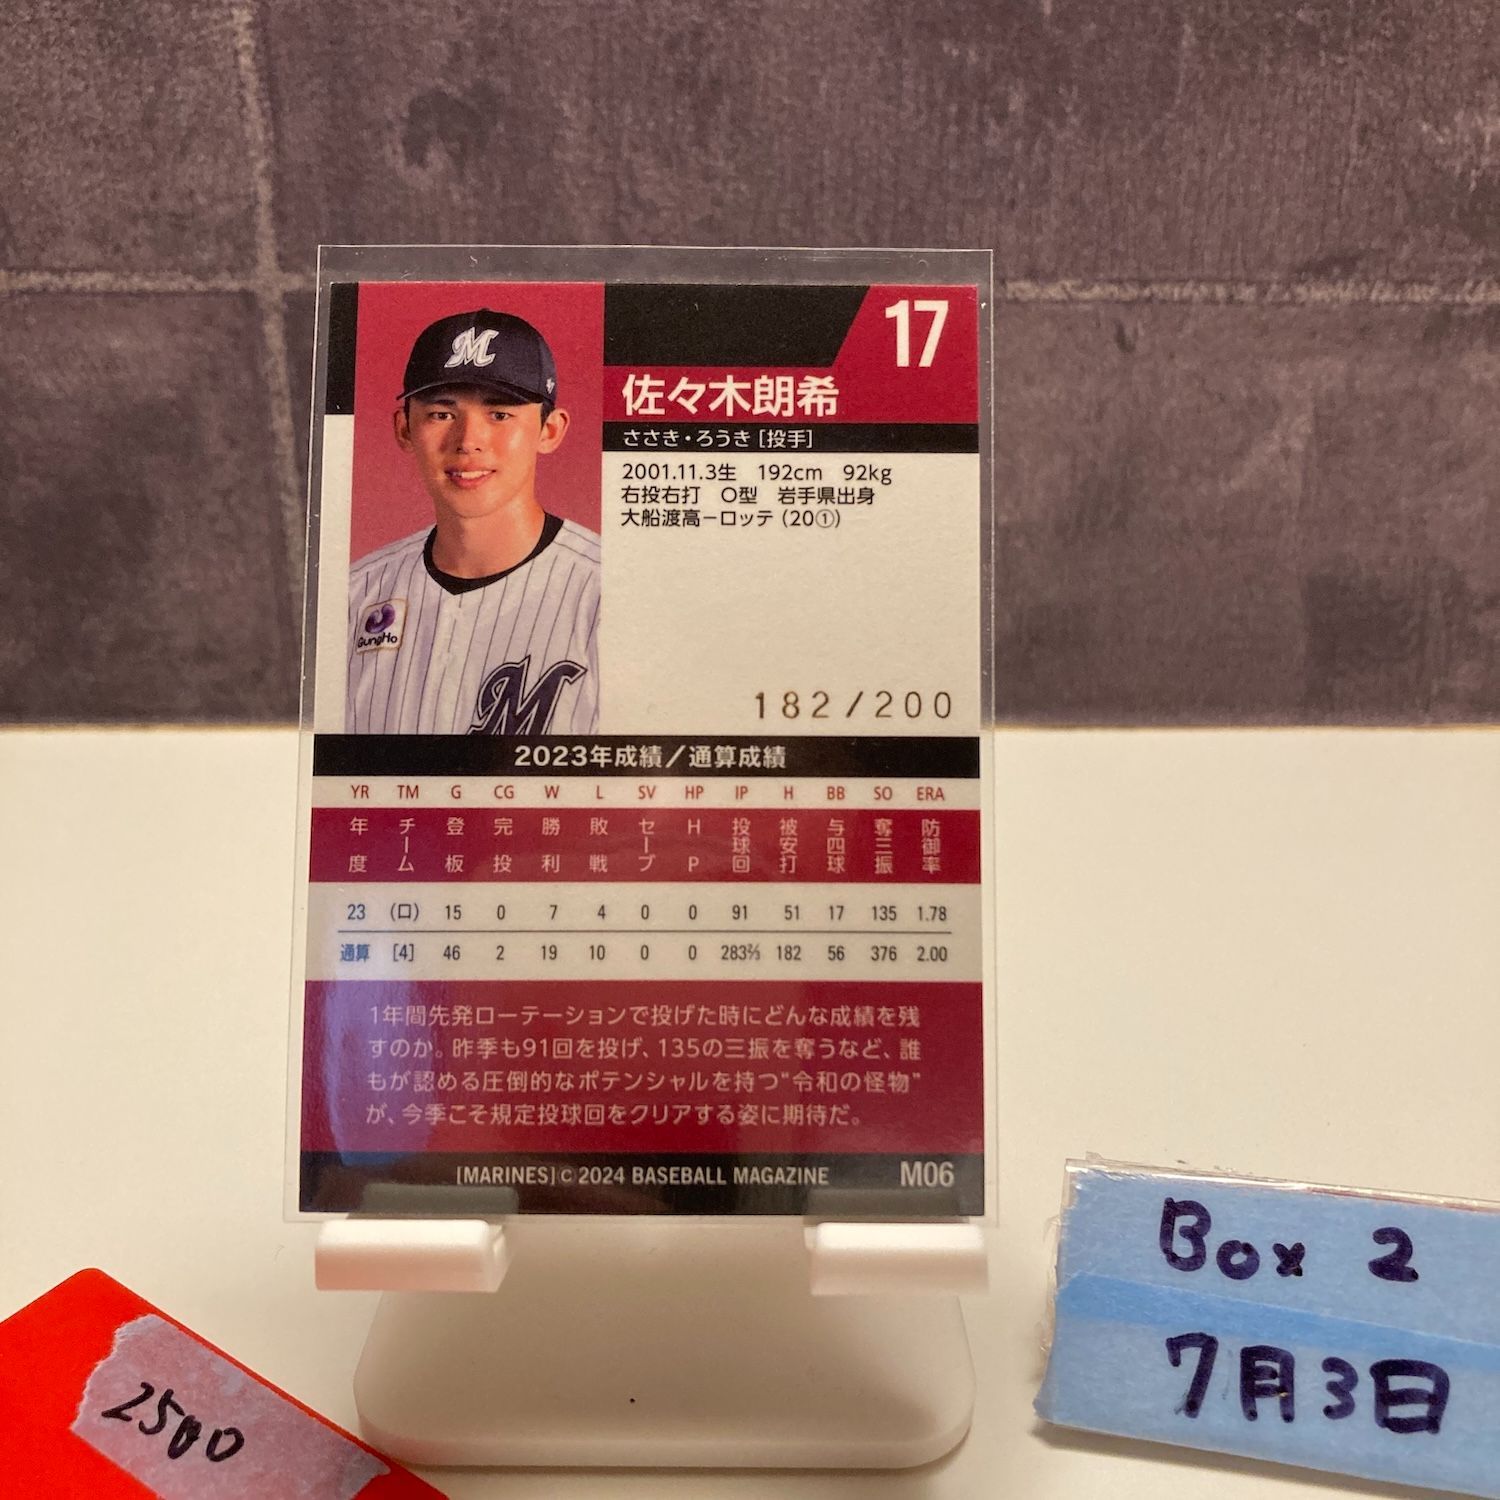 M
17
佐々木朗希
ささき・ろうき [投手]
2001.11.3生 192cm 92kg
右投右打 O型 岩手県出身
大船渡高－ロッテ (20①)
GungHo
M
182/200
2023年成績／通算成績
YR TM G CG W L SV HP IP H BB SO ERA
年度 チーム 登板 完投 勝利 敗戦 セーブ HP 投球回 被安打 与四球 奪三振 防御率
23 (ロ) 15 0 7 4 0 0 91 51 17 135 1.78
通算 [4] 46 2 19 10 0 0 283⅔ 182 56 376 2.00
1年間先発ローテーションで投げた時にどんな成績を残
すのか。昨季も91回を投げ、135の三振を奪うなど、誰
もが認める圧倒的なポテンシャルを持つ"令和の怪物"
が、今季こそ規定投球回をクリアする姿に期待だ。
[MARINES]© 2024 BASEBALL MAGAZINE M06
Box 2
7月3日
2500